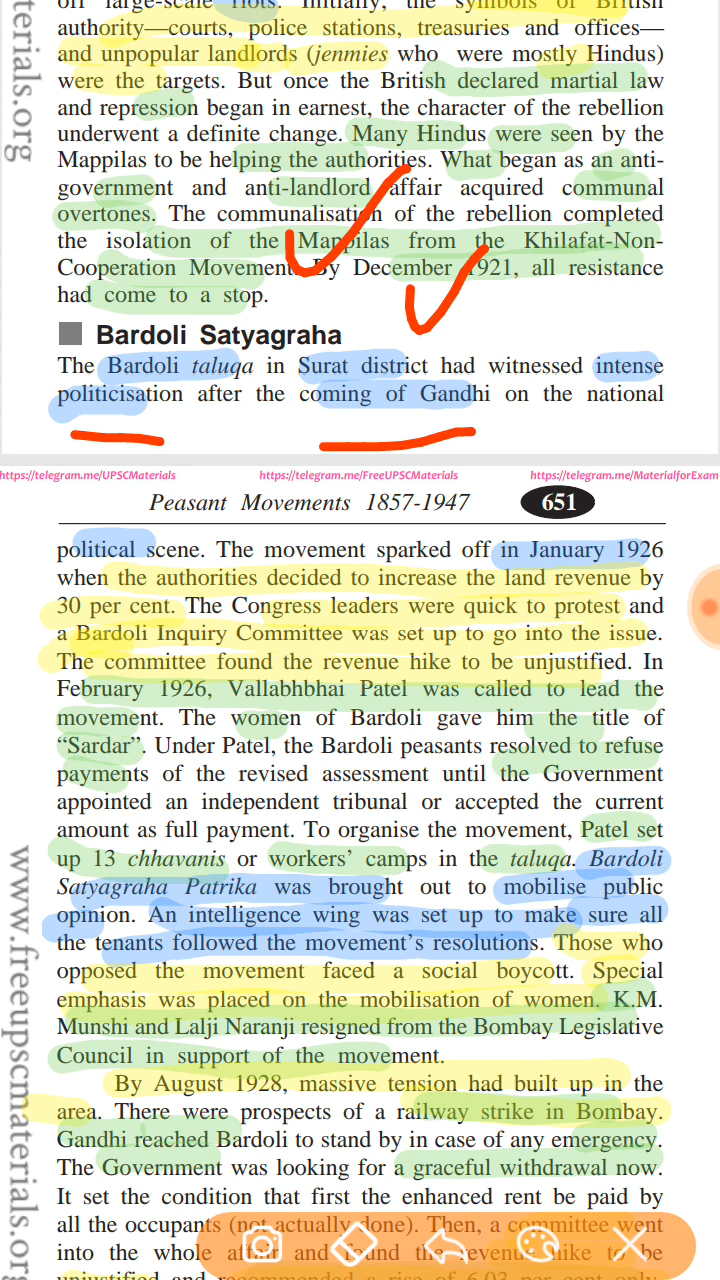 off large-scale riots. Initially, the symbols of British
authority—courts, police stations, treasuries and offices—
and unpopular landlords (jenmies who were mostly Hindus)
were the targets. But once the British declared martial law
and repression began in earnest, the character of the rebellion
underwent a definite change. Many Hindus were seen by the
Mappilas to be helping the authorities. What began as an anti-
government and anti-landlord affair acquired communal
overtones. The communalisation of the rebellion completed
the isolation of the Mappilas from the Khilafat-Non-
Cooperation Movement. By December 1921, all resistance
had come to a stop.
Bardoli Satyagraha
The Bardoli taluqa in Surat district had witnessed intense
politicisation after the coming of Gandhi on the national
https://telegram.me/UPSCMaterials https://telegram.me/FreeUPSCMaterials https://telegram.me/MaterialforExam
Peasant Movements 1857-1947 651
political scene. The movement sparked off in January 1926
when the authorities decided to increase the land revenue by
30 per cent. The Congress leaders were quick to protest and
a Bardoli Inquiry Committee was set up to go into the issue.
The committee found the revenue hike to be unjustified. In
February 1926, Vallabhbhai Patel was called to lead the
movement. The women of Bardoli gave him the title of
“Sardar”. Under Patel, the Bardoli peasants resolved to refuse
payments of the revised assessment until the Government
appointed an independent tribunal or accepted the current
amount as full payment. To organise the movement, Patel set
up 13 chhavanis or workers’ camps in the taluqa. Bardoli
Satyagraha Patrika was brought out to mobilise public
opinion. An intelligence wing was set up to make sure all
the tenants followed the movement’s resolutions. Those who
opposed the movement faced a social boycott. Special
emphasis was placed on the mobilisation of women. K.M.
Munshi and Lalji Naranji resigned from the Bombay Legislative
Council in support of the movement.
By August 1928, massive tension had built up in the
area. There were prospects of a railway strike in Bombay.
Gandhi reached Bardoli to stand by in case of any emergency.
The Government was looking for a graceful withdrawal now.
It set the condition that first the enhanced rent be paid by
all the occupants (not actually done). Then, a committee went
into the whole affair and found the revenue hike to be
unjustified and recommended a rise of 6.03 per cent only.
terials.org
www.freeupscmaterials.org